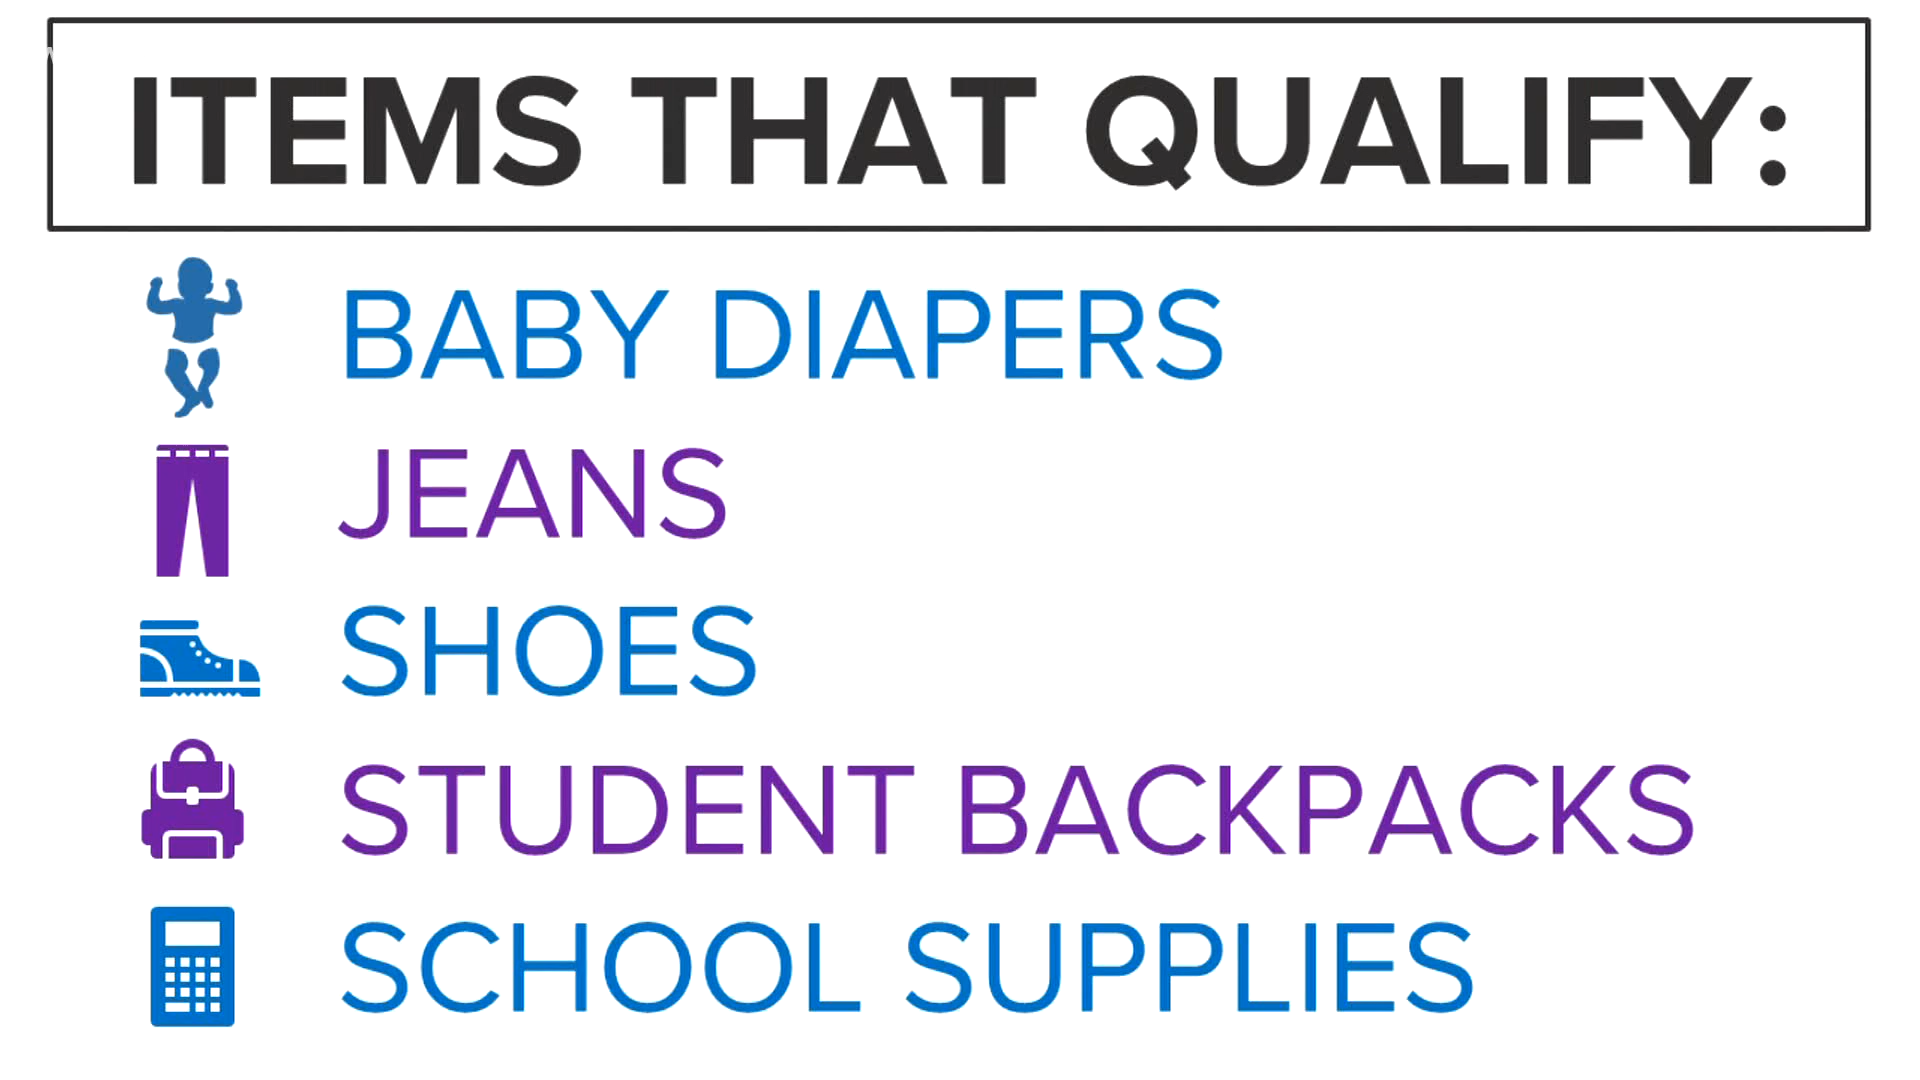 ITEMS THAT QUALIFY:
BABY DIAPERS
JEANS
SHOES
STUDENT BACKPACKS
SCHOOL SUPPLIES